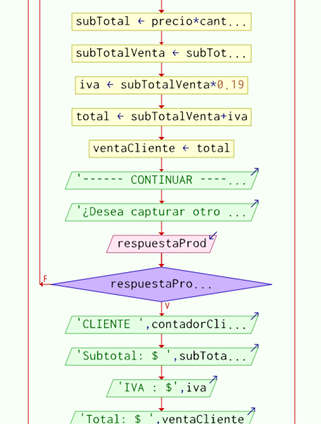 subTotal ← precio*cant...
subTotalVenta ← subTot...
iva ← subTotalVenta*0.19
total ← subTotalVenta+iva
ventaCliente ← total
'------ CONTINUAR ----...
'¿Desea capturar otro ...
respuestaProd
respuestaPro...
F
V
'CLIENTE ',contadorCli...
'Subtotal: $ ',subTota...
'IVA : $',iva
'Total: $ ',ventaCliente